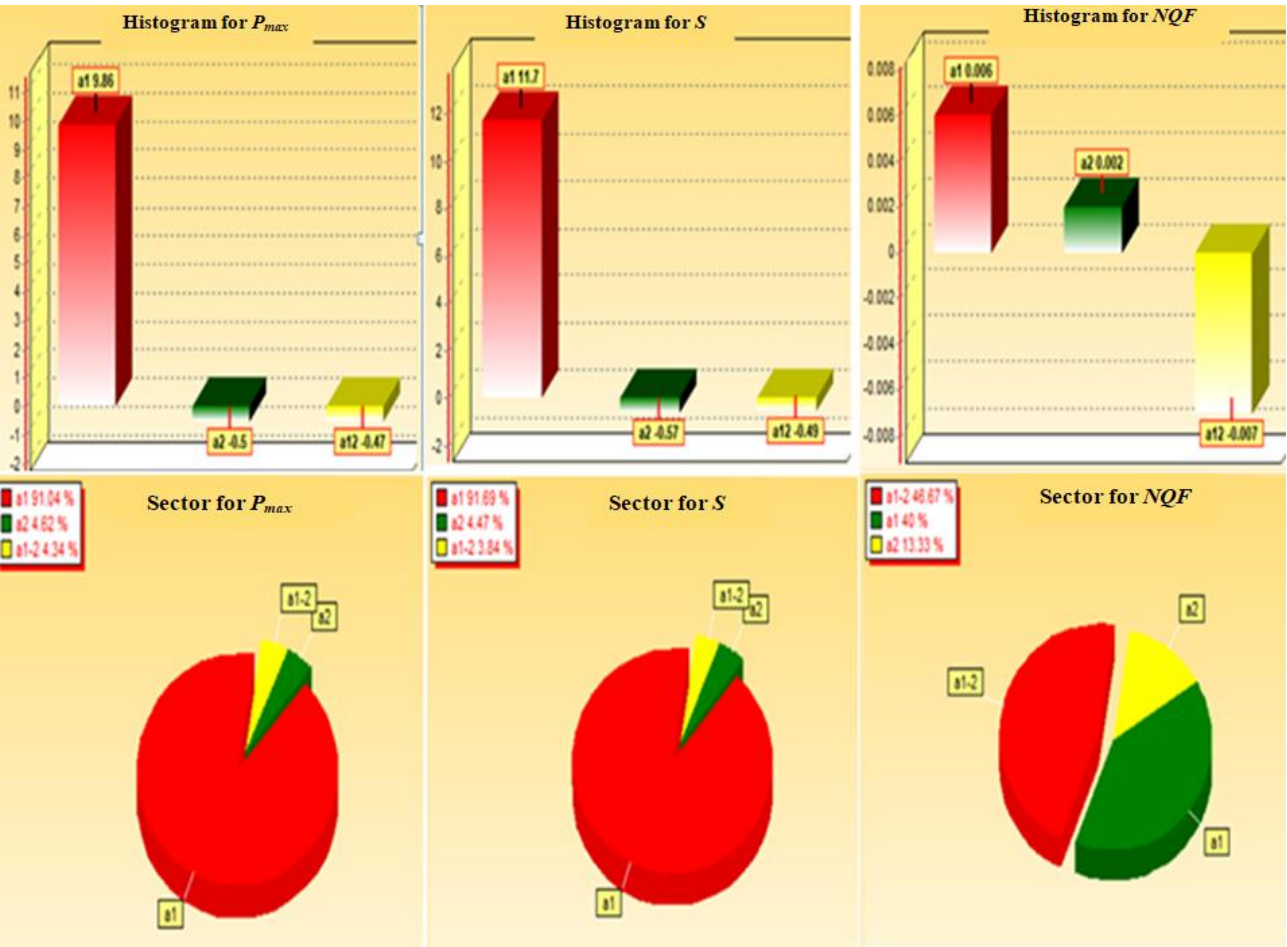 Histogram for Pmax
a1 9.86
11
10
9
8
7
6
5
4
3
2
1
0
-1
-2
a2 -0.5
a12 -0.47
Histogram for S
a1 11.7
12
10
8
6
4
2
0
-2
a2 -0.57
a12 -0.49
Histogram for NQF
0.008
0.006
0.004
0.002
0
-0.002
-0.004
-0.006
-0.008
a1 0.006
a2 0.002
a12 -0.007
Sector for Pmax
a1 91.04 %
a2 4.62 %
a1-2 4.34 %
a1-2
a2
a1
Sector for S
a1 91.69 %
a2 4.47 %
a1-2 3.84 %
a1-2
a2
a1
Sector for NQF
a1-2 46.67 %
a1 40 %
a2 13.33 %
a2
a1-2
a1